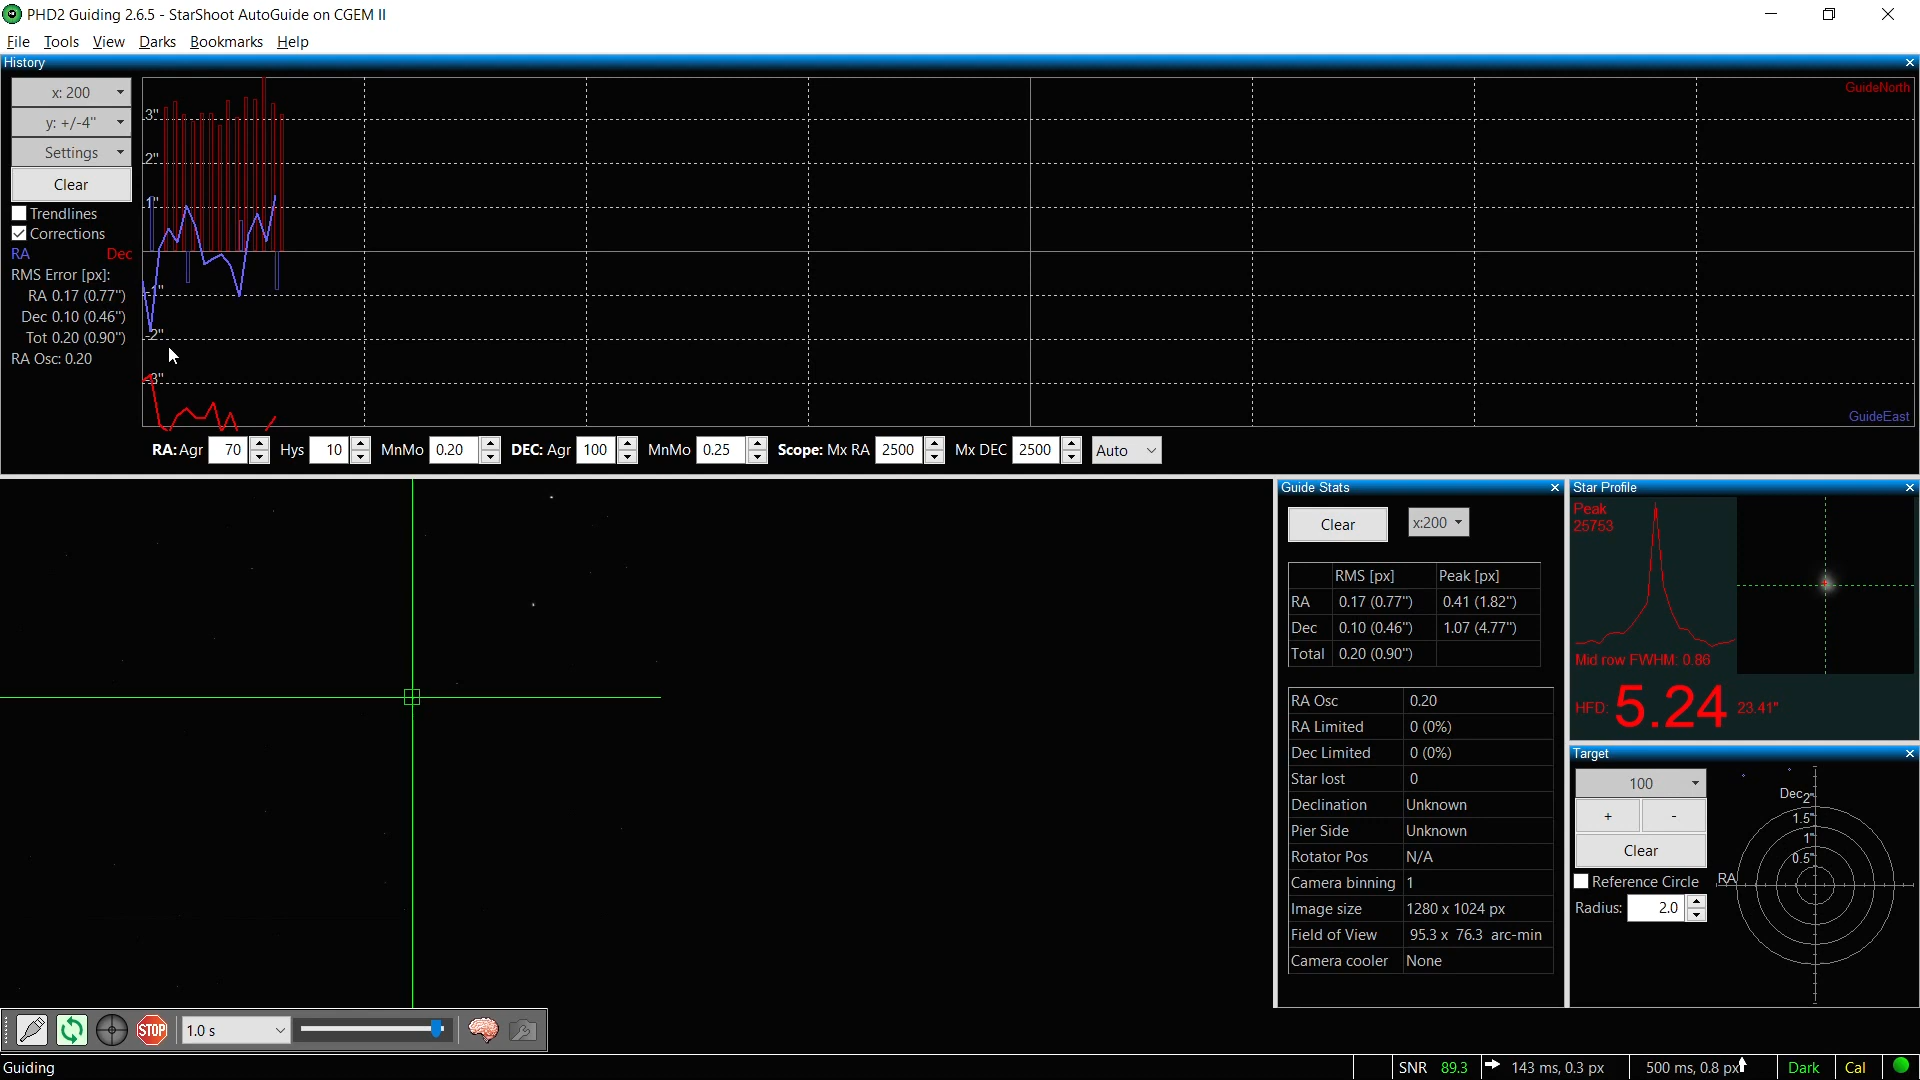 PHD2 Guiding 2.6.5 - StarShoot AutoGuide on CGEM II
File Tools View Darks Bookmarks Help
History
x: 200
y: +/-4"
Settings
Clear
Trendlines
Corrections
RA Dec
RMS Error [px]:
RA 0.17 (0.77")
Dec 0.10 (0.46")
Tot 0.20 (0.90")
RA Osc: 0.20
3"
2"
1"
-1"
-2"
-3"
GuideNorth
GuideEast
RA: Agr 70 Hys 10 MnMo 0.20 DEC: Agr 100 MnMo 0.25 Scope: Mx RA 2500 Mx DEC 2500 Auto
Guide Stats
Clear x:200
RMS [px] Peak [px]
RA 0.17 (0.77") 0.41 (1.82")
Dec 0.10 (0.46") 1.07 (4.77")
Total 0.20 (0.90")
RA Osc 0.20
RA Limited 0 (0%)
Dec Limited 0 (0%)
Star lost 0
Declination Unknown
Pier Side Unknown
Rotator Pos N/A
Camera binning 1
Image size 1280 x 1024 px
Field of View 95.3 x 76.3 arc-min
Camera cooler None
Star Profile
Peak
25753
Mid row FWHM: 0.86
HFD: 5.24 23.41"
Target
100
+ -
Clear
Reference Circle
Radius: 2.0
Dec
2"
1.5"
1"
0.5"
RA
STOP 1.0 s
Guiding SNR 89.3 143 ms, 0.3 px 500 ms, 0.8 px Dark Cal